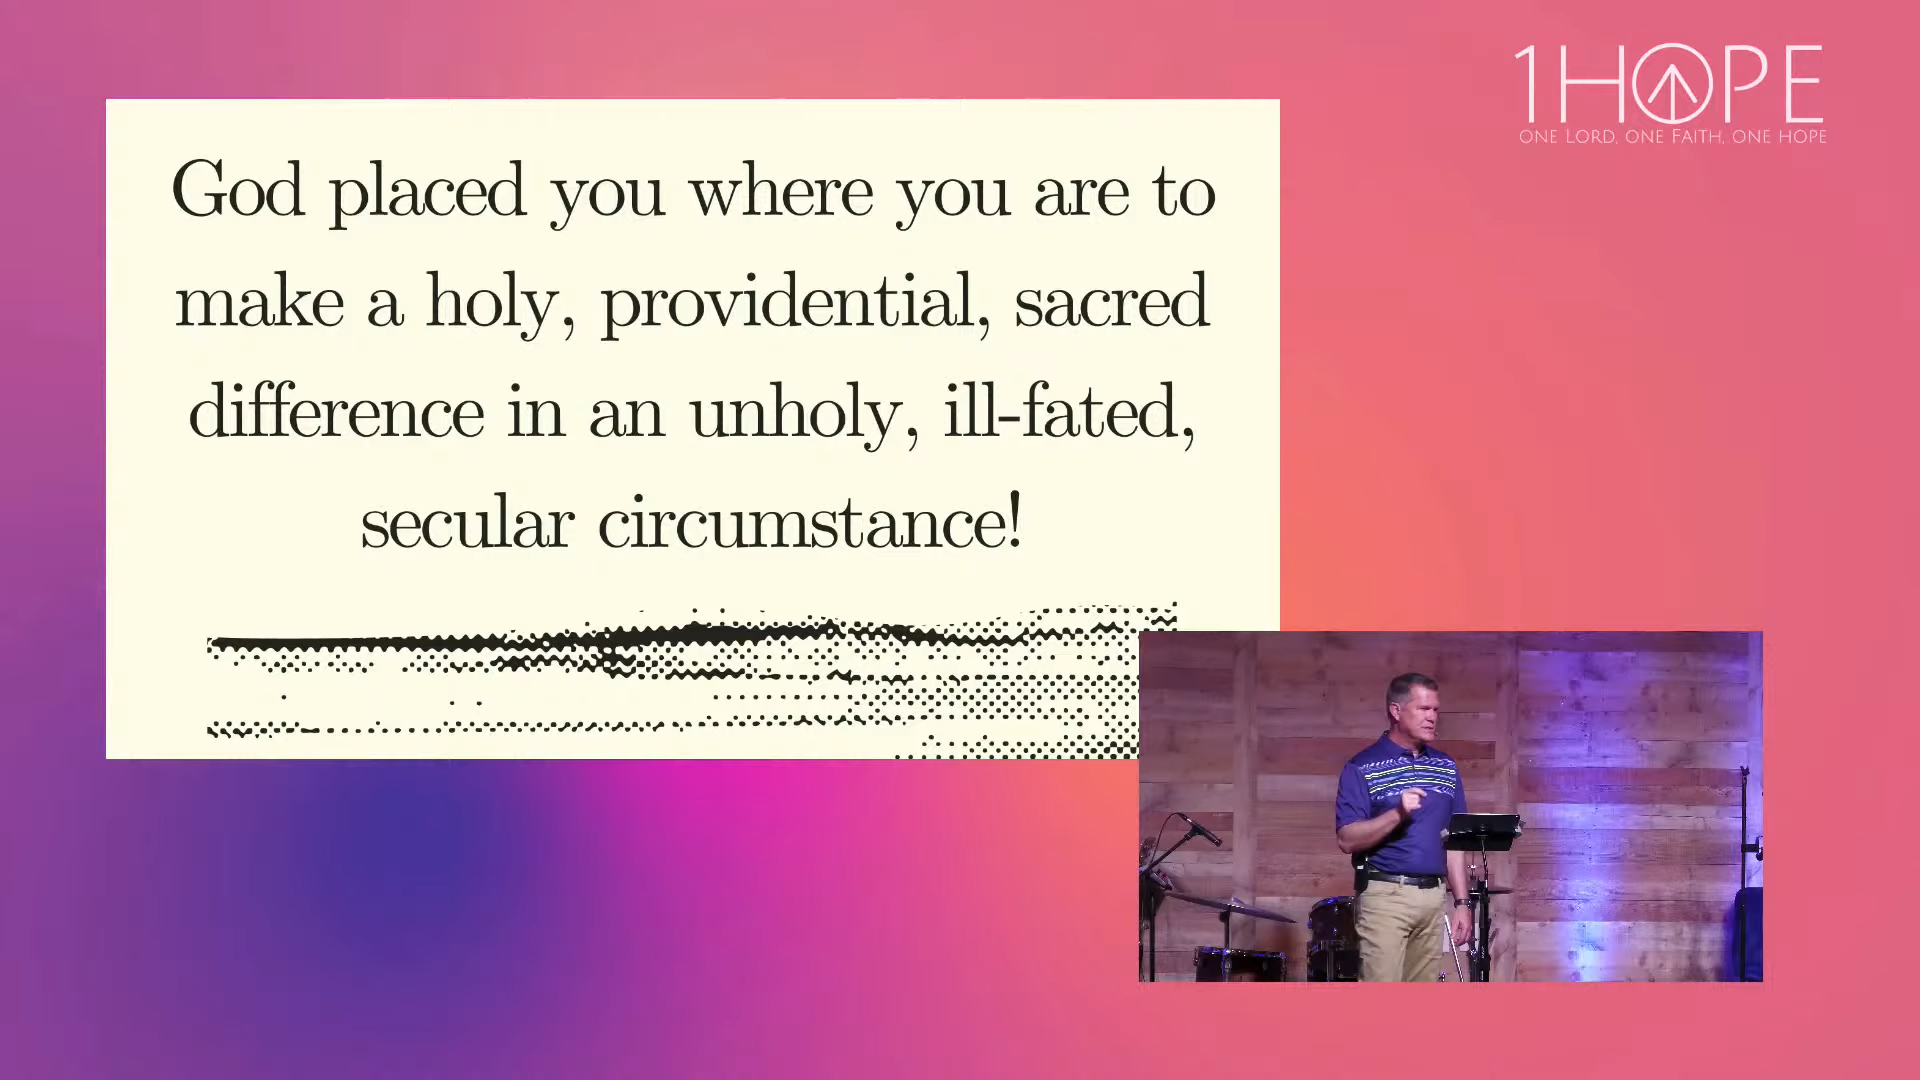 1HOPE
ONE LORD, ONE FAITH, ONE HOPE
God placed you where you are to
make a holy, providential, sacred
difference in an unholy, ill-fated,
secular circumstance!